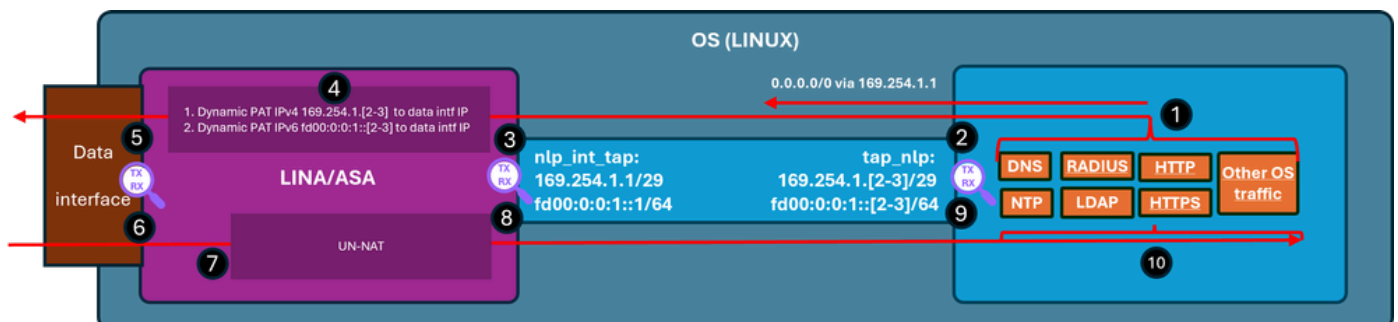 OS (LINUX)
4
0.0.0.0/0 via 169.254.1.1
1. Dynamic PAT IPv4 169.254.1.[2-3] to data intf IP
2. Dynamic PAT IPv6 fd00:0:0:1::[2-3] to data intf IP
1
5
3
2
Data
interface
TX
RX
LINA/ASA
TX
RX
nlp_int_tap:
169.254.1.1/29
fd00:0:0:1::1/64
tap_nlp:
169.254.1.[2-3]/29
fd00:0:0:1::[2-3]/64
TX
RX
DNS
RADIUS
HTTP
Other OS
traffic
NTP
LDAP
HTTPS
6
8
9
7
UN-NAT
10